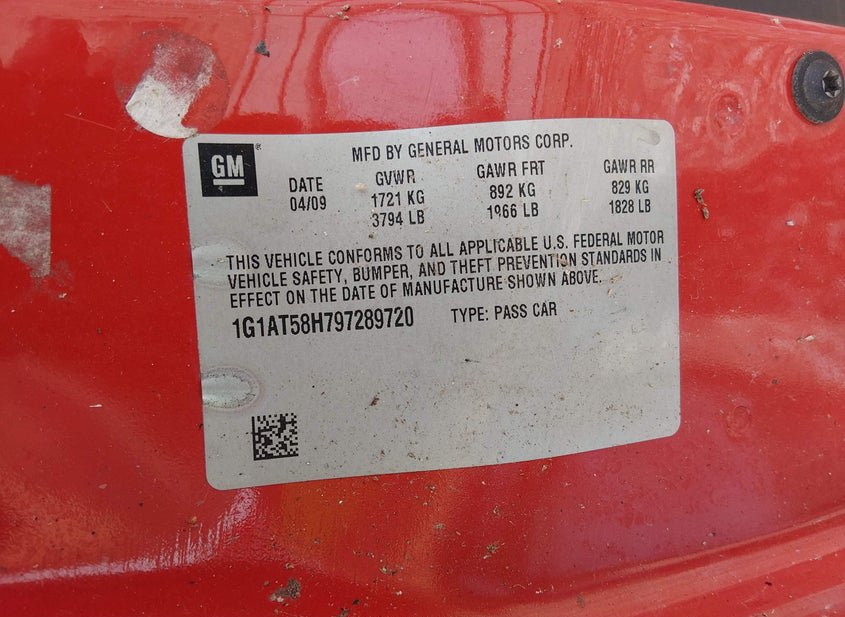 GM
®
MFD BY GENERAL MOTORS CORP.
DATE GVWR GAWR FRT GAWR RR
04/09 1721 KG 892 KG 829 KG
3794 LB 1966 LB 1828 LB
THIS VEHICLE CONFORMS TO ALL APPLICABLE U.S. FEDERAL MOTOR
VEHICLE SAFETY, BUMPER, AND THEFT PREVENTION STANDARDS IN
EFFECT ON THE DATE OF MANUFACTURE SHOWN ABOVE.
1G1AT58H797289720 TYPE: PASS CAR